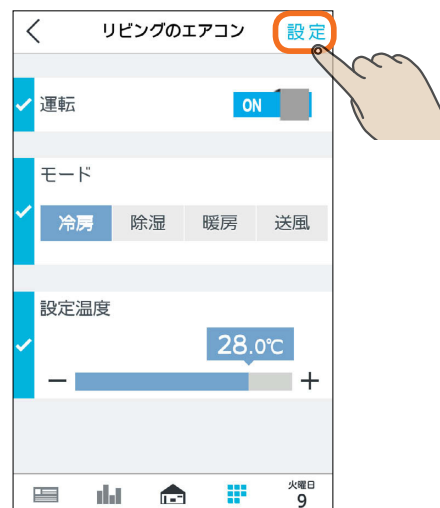 リビングのエアコン 設定
運転 ON
モード
冷房 除湿 暖房 送風
設定温度
28.0℃
− +
火曜日
9